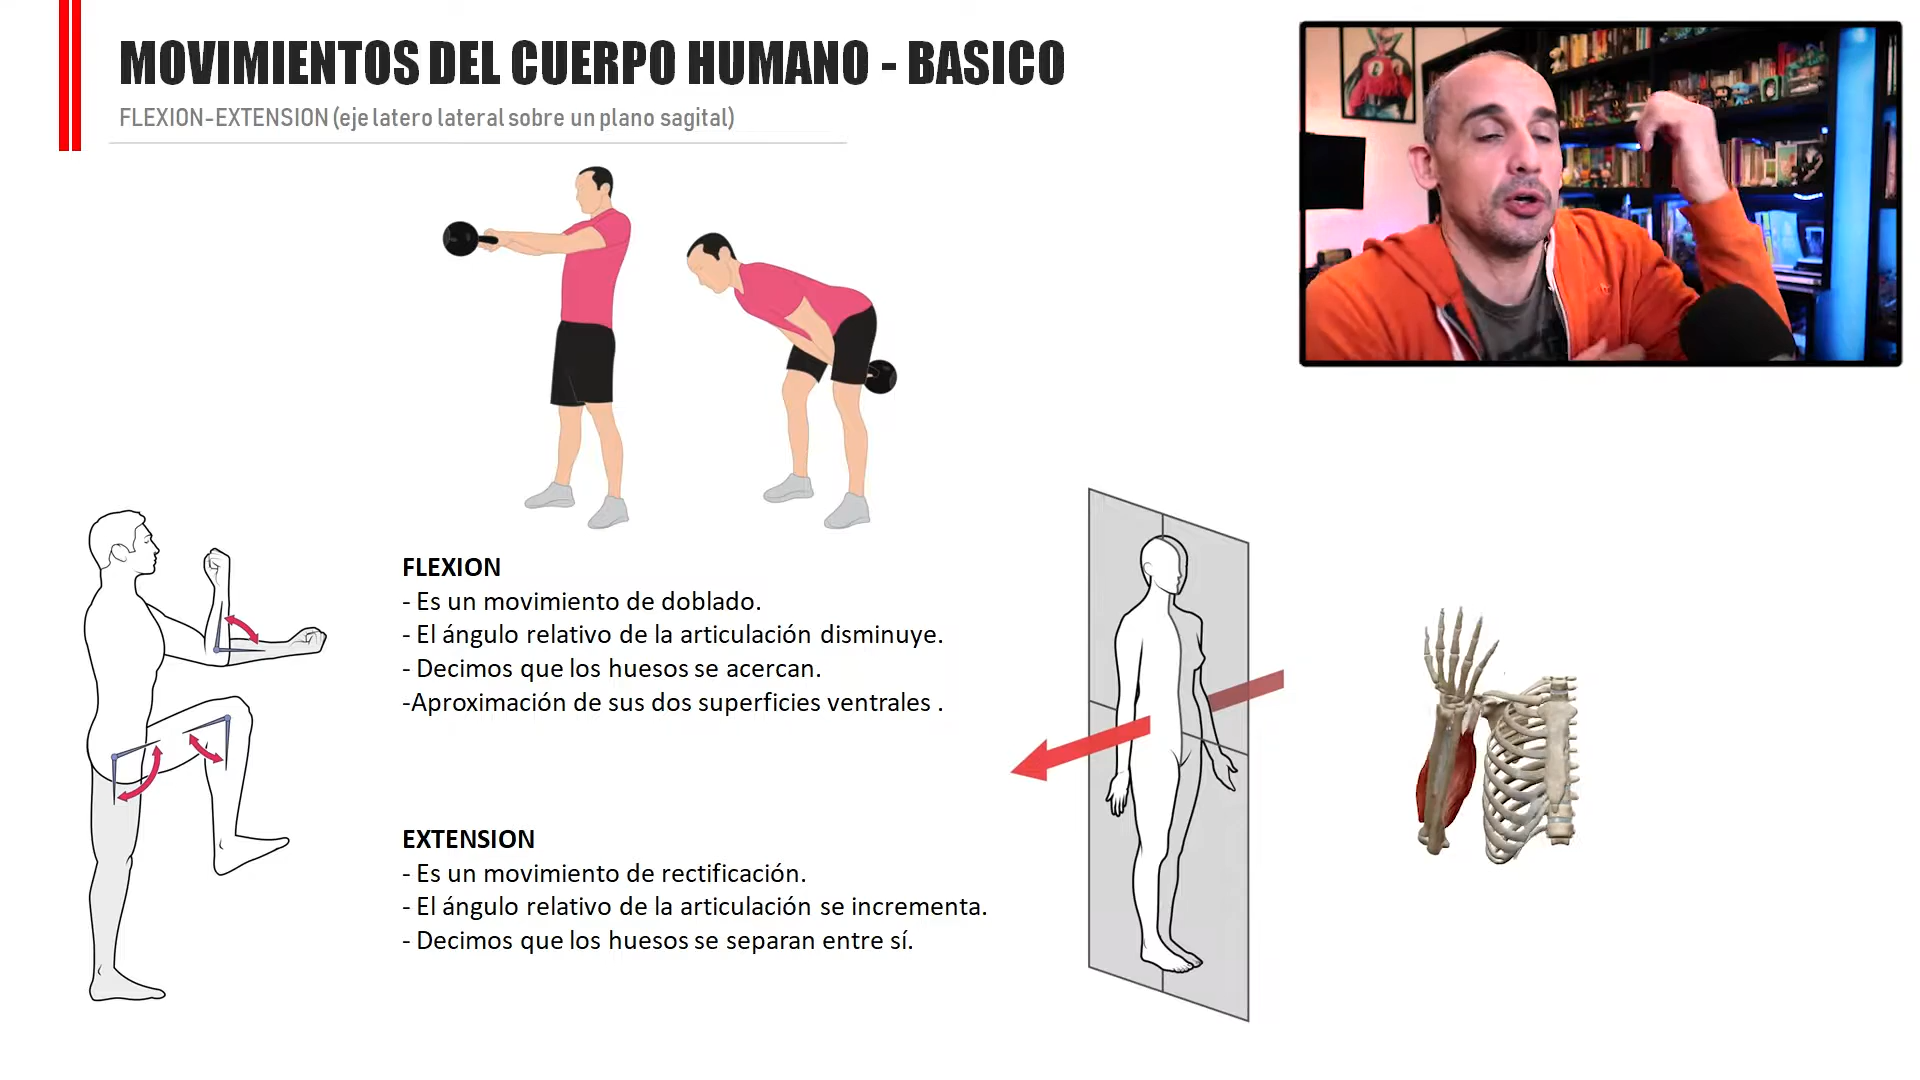 MOVIMIENTOS DEL CUERPO HUMANO - BASICO
FLEXION-EXTENSION (eje latero lateral sobre un plano sagital)
FLEXION
- Es un movimiento de doblado.
- El ángulo relativo de la articulación disminuye.
- Decimos que los huesos se acercan.
-Aproximación de sus dos superficies ventrales .
EXTENSION
- Es un movimiento de rectificación.
- El ángulo relativo de la articulación se incrementa.
- Decimos que los huesos se separan entre sí.